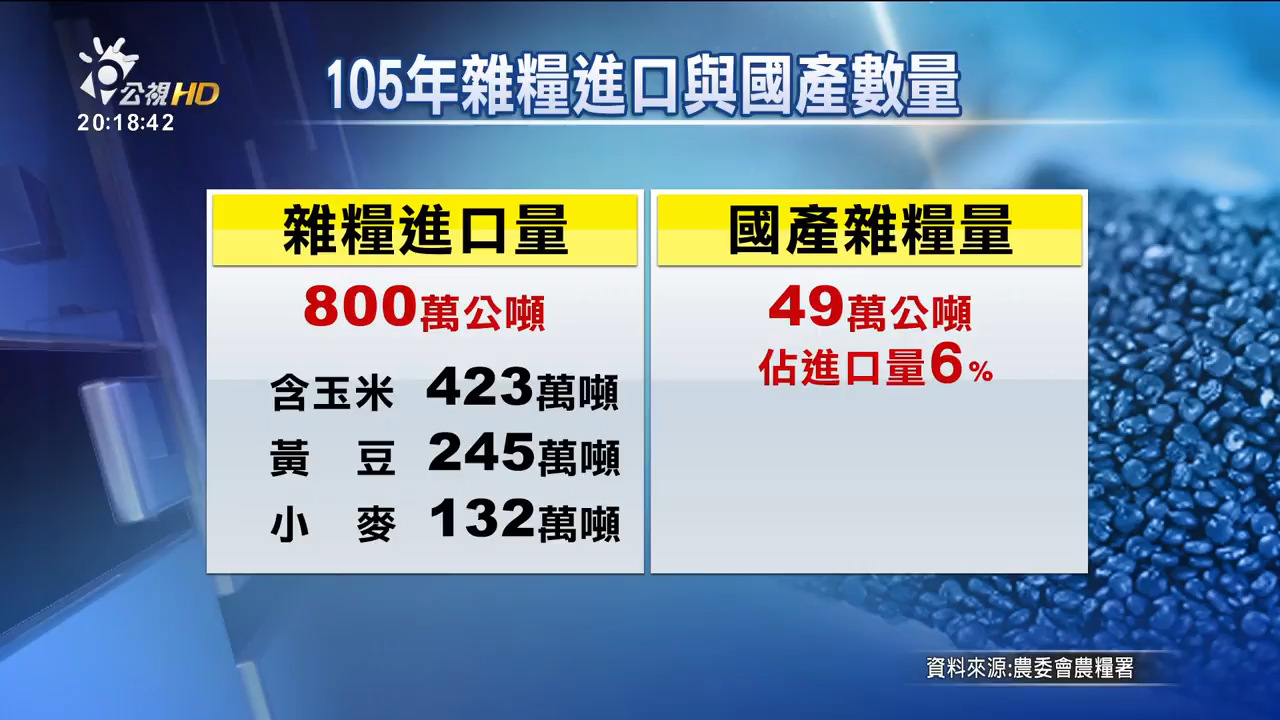 公視HD
20:18:42
105年雜糧進口與國產數量
雜糧進口量
800萬公噸
含玉米 423萬噸
黃 豆 245萬噸
小 麥 132萬噸
國產雜糧量
49萬公噸
佔進口量6%
資料來源:農委會農糧署